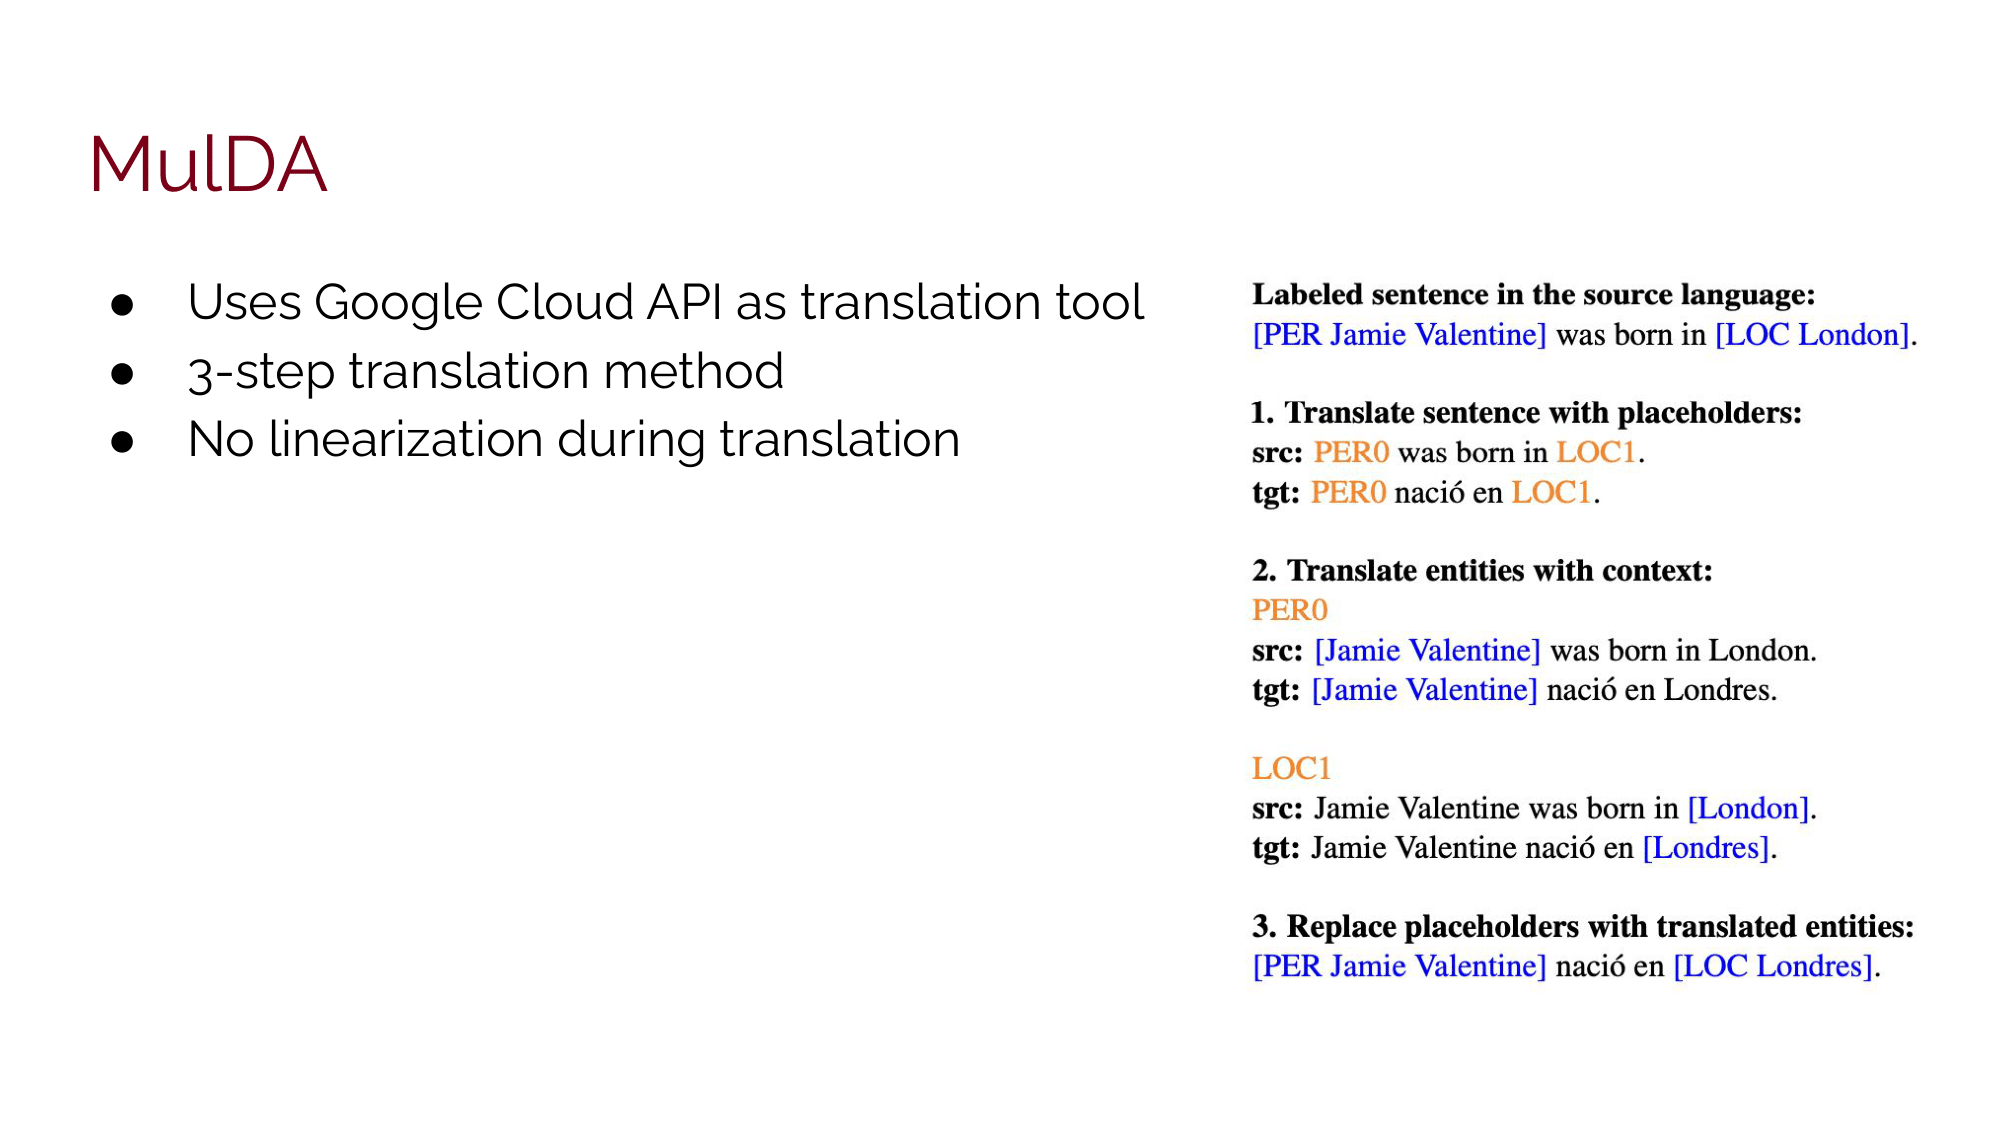 MulDA
● Uses Google Cloud API as translation tool
● 3-step translation method
● No linearization during translation
Labeled sentence in the source language:
[PER Jamie Valentine] was born in [LOC London].
1. Translate sentence with placeholders:
src: PER0 was born in LOC1.
tgt: PER0 nació en LOC1.
2. Translate entities with context:
PER0
src: [Jamie Valentine] was born in London.
tgt: [Jamie Valentine] nació en Londres.
LOC1
src: Jamie Valentine was born in [London].
tgt: Jamie Valentine nació en [Londres].
3. Replace placeholders with translated entities:
[PER Jamie Valentine] nació en [LOC Londres].